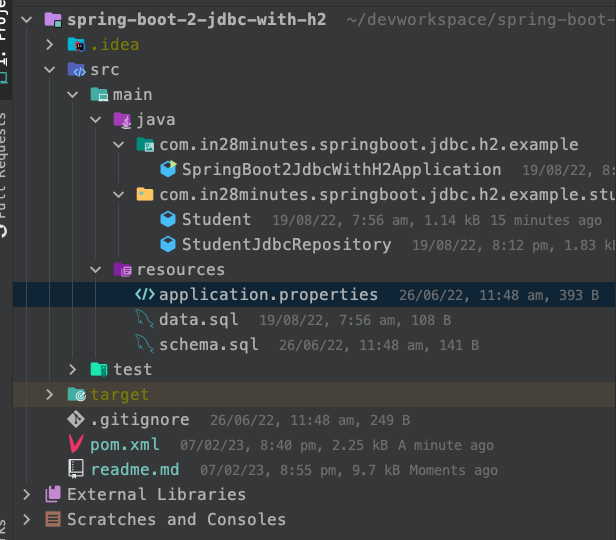 spring-boot-2-jdbc-with-h2 ~/devworkspace/spring-boot-
.idea
src
main
java
com.in28minutes.springboot.jdbc.h2.example
SpringBoot2JdbcWithH2Application 19/08/22, 8:
com.in28minutes.springboot.jdbc.h2.example.stu
Student 19/08/22, 7:56 am, 1.14 kB 15 minutes ago
StudentJdbcRepository 19/08/22, 8:12 pm, 1.83 k
resources
application.properties 26/06/22, 11:48 am, 393 B
data.sql 19/08/22, 7:56 am, 108 B
schema.sql 26/06/22, 11:48 am, 141 B
test
target
.gitignore 26/06/22, 11:48 am, 249 B
pom.xml 07/02/23, 8:40 pm, 2.25 kB A minute ago
readme.md 07/02/23, 8:55 pm, 9.7 kB Moments ago
External Libraries
Scratches and Consoles
Pull Requests